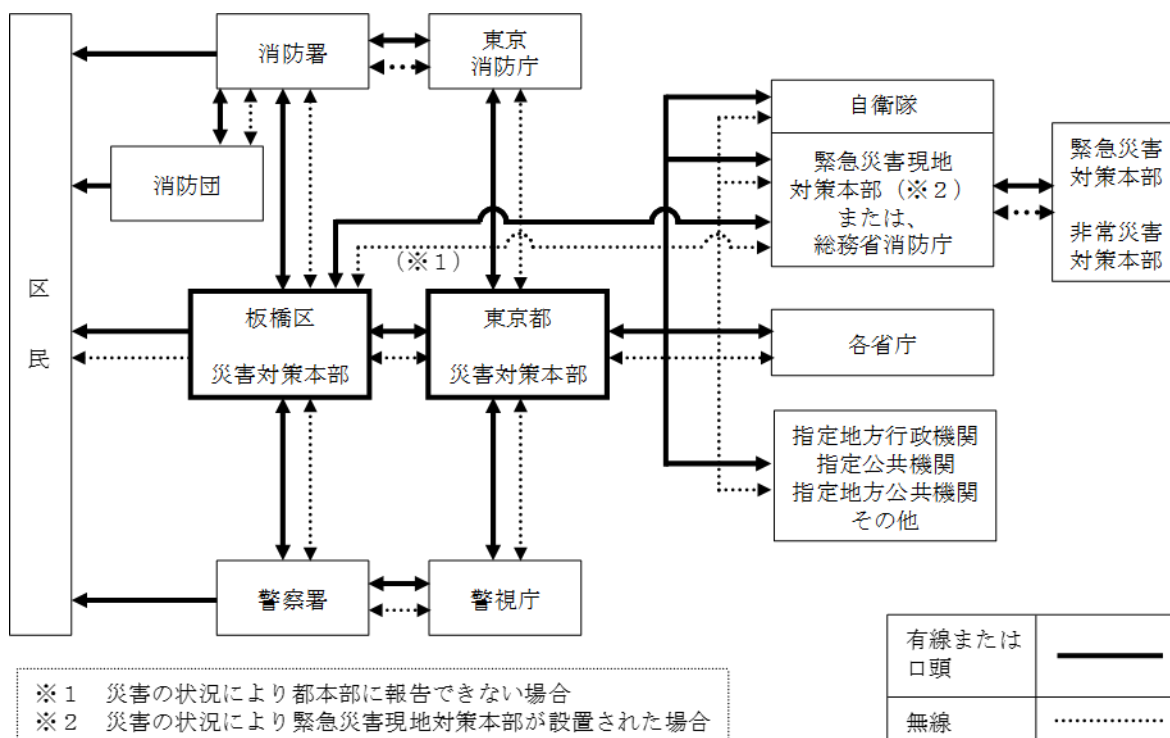 消防署
東京
消防庁
自衛隊
緊急災害現地
対策本部（※２）
または、
総務省消防庁
緊急災害
対策本部
非常災害
対策本部
消防団
（※１）
区
民
板橋区
災害対策本部
東京都
災害対策本部
各省庁
指定地方行政機関
指定公共機関
指定地方公共機関
その他
警察署
警視庁
有線または
口頭
無線
※１　災害の状況により都本部に報告できない場合
※２　災害の状況により緊急災害現地対策本部が設置された場合